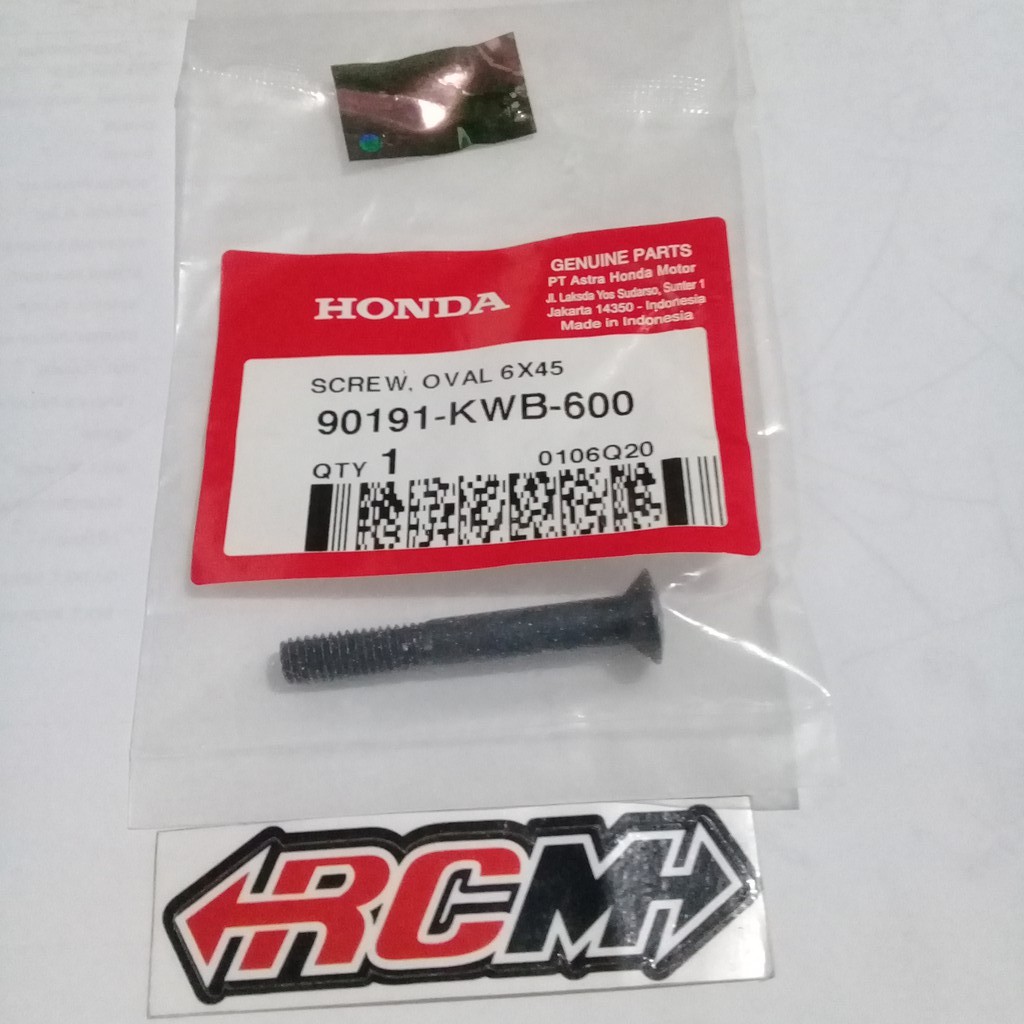 GENUINE PARTS
PT Astra Honda Motor
Jl. Laksda Yos Sudarso, Sunter 1
Jakarta 14350 - Indonesia
Made in Indonesia
HONDA
SCREW, OVAL 6X45
90191-KWB-600
QTY 1 0106Q20
RCMH